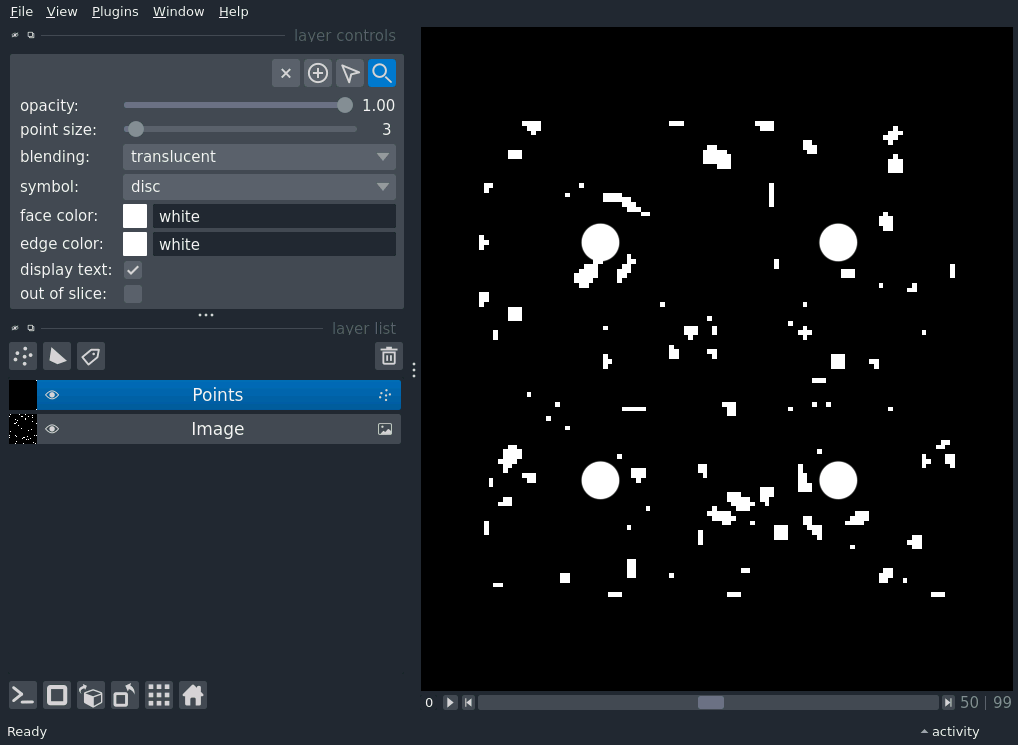 File View Plugins Window Help
layer controls
opacity: 1.00
point size: 3
blending: translucent
symbol: disc
face color: white
edge color: white
display text:
out of slice:
layer list
Points
Image
0 50 | 99
Ready activity